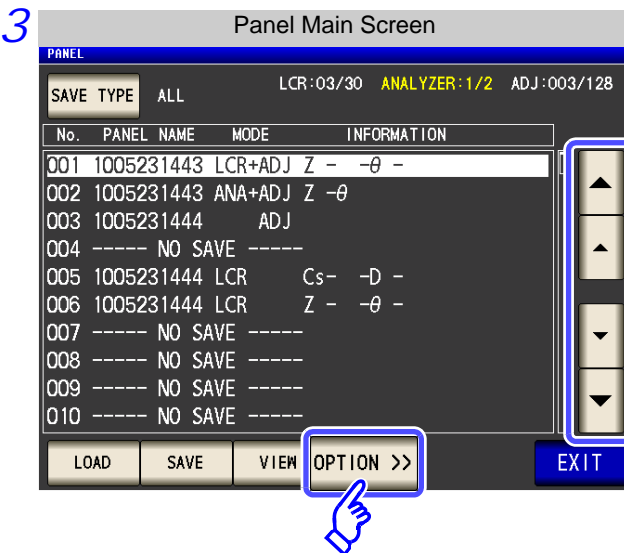 3
Panel Main Screen
PANEL
SAVE TYPE ALL LCR:03/30 ANALYZER:1/2 ADJ:003/128
No. PANEL NAME MODE INFORMATION
001 1005231443 LCR+ADJ Z - -θ -
002 1005231443 ANA+ADJ Z -θ
003 1005231444 ADJ
004 ----- NO SAVE -----
005 1005231444 LCR Cs- -D -
006 1005231444 LCR Z - -θ -
007 ----- NO SAVE -----
008 ----- NO SAVE -----
009 ----- NO SAVE -----
010 ----- NO SAVE -----
LOAD SAVE VIEW OPTION >> EXIT